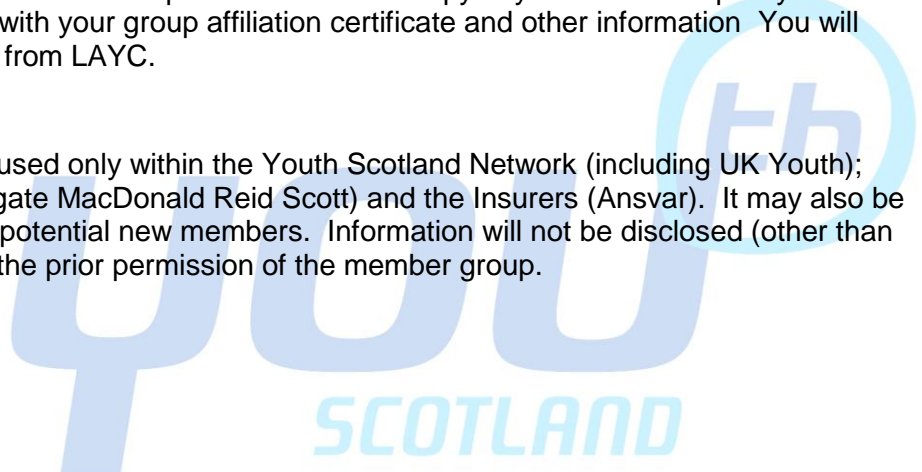 with your group affiliation certificate and other information  You will
from LAYC.
used only within the Youth Scotland Network (including UK Youth);
gate MacDonald Reid Scott) and the Insurers (Ansvar).  It may also be
potential new members.  Information will not be disclosed (other than
the prior permission of the member group.
youth
SCOTLAND